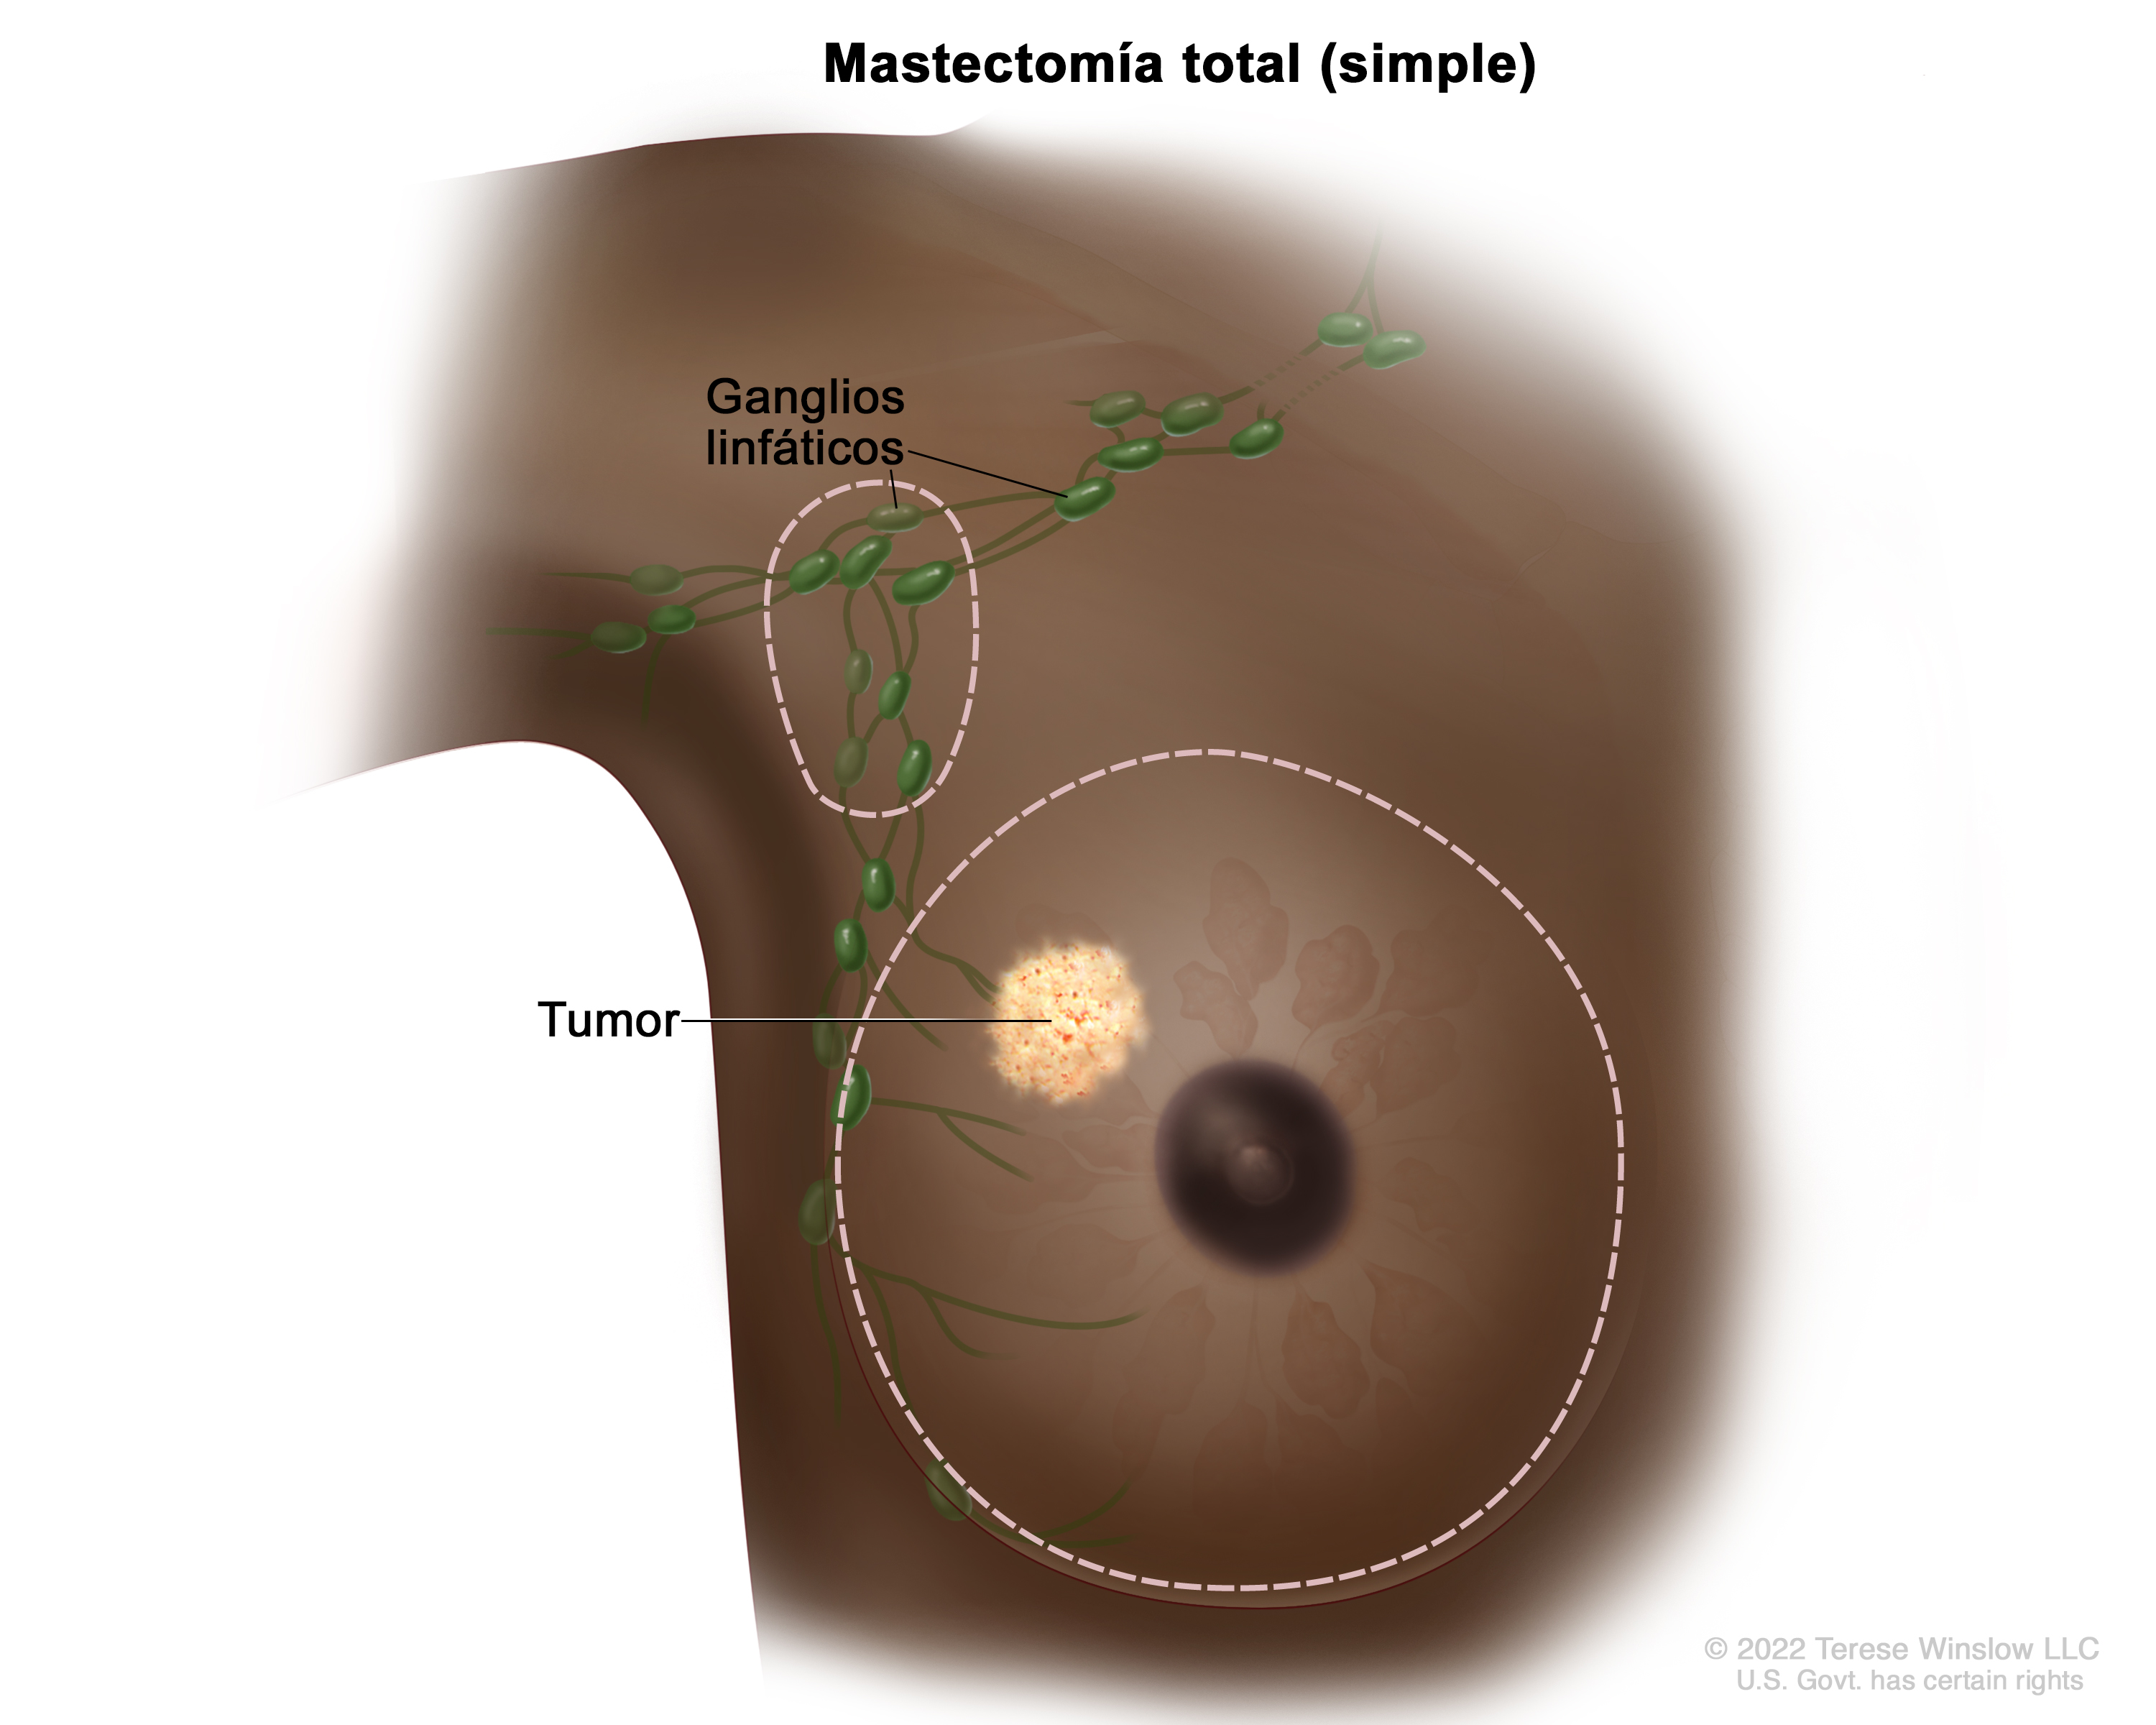 Mastectomía total (simple)
Ganglios
linfáticos
Tumor
© 2022 Terese Winslow LLC
U.S. Govt. has certain rights